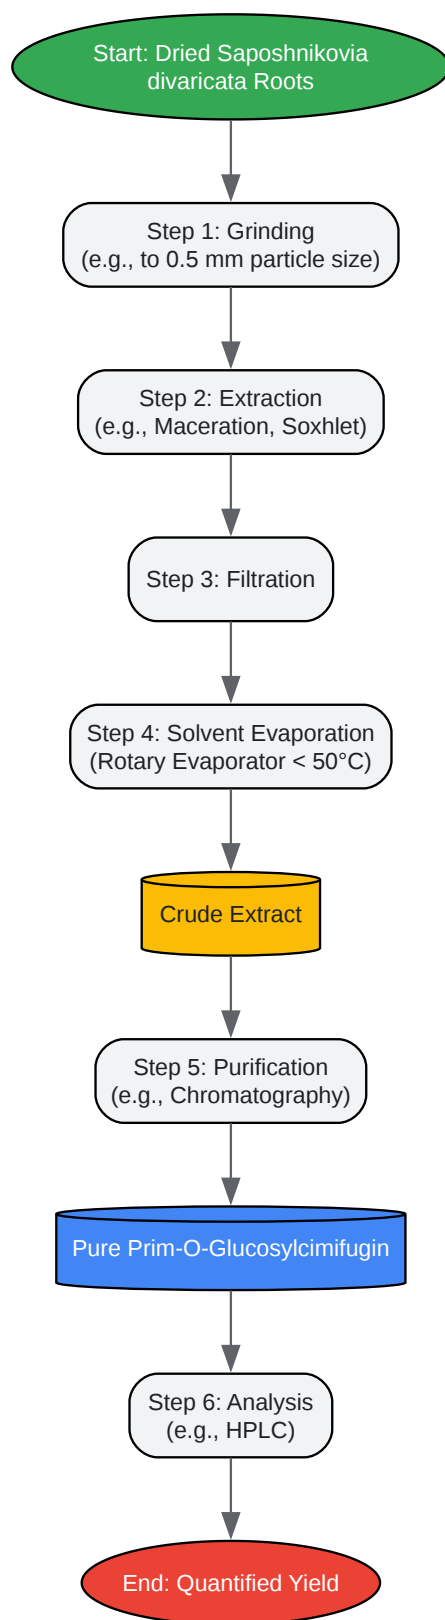 Start: Dried Saposhnikovia
divaricata Roots
Step 1: Grinding
(e.g., to 0.5 mm particle size)
Step 2: Extraction
(e.g., Maceration, Soxhlet)
Step 3: Filtration
Step 4: Solvent Evaporation
(Rotary Evaporator < 50°C)
Crude Extract
Step 5: Purification
(e.g., Chromatography)
Pure Prim-O-Glucosylcimifugin
Step 6: Analysis
(e.g., HPLC)
End: Quantified Yield